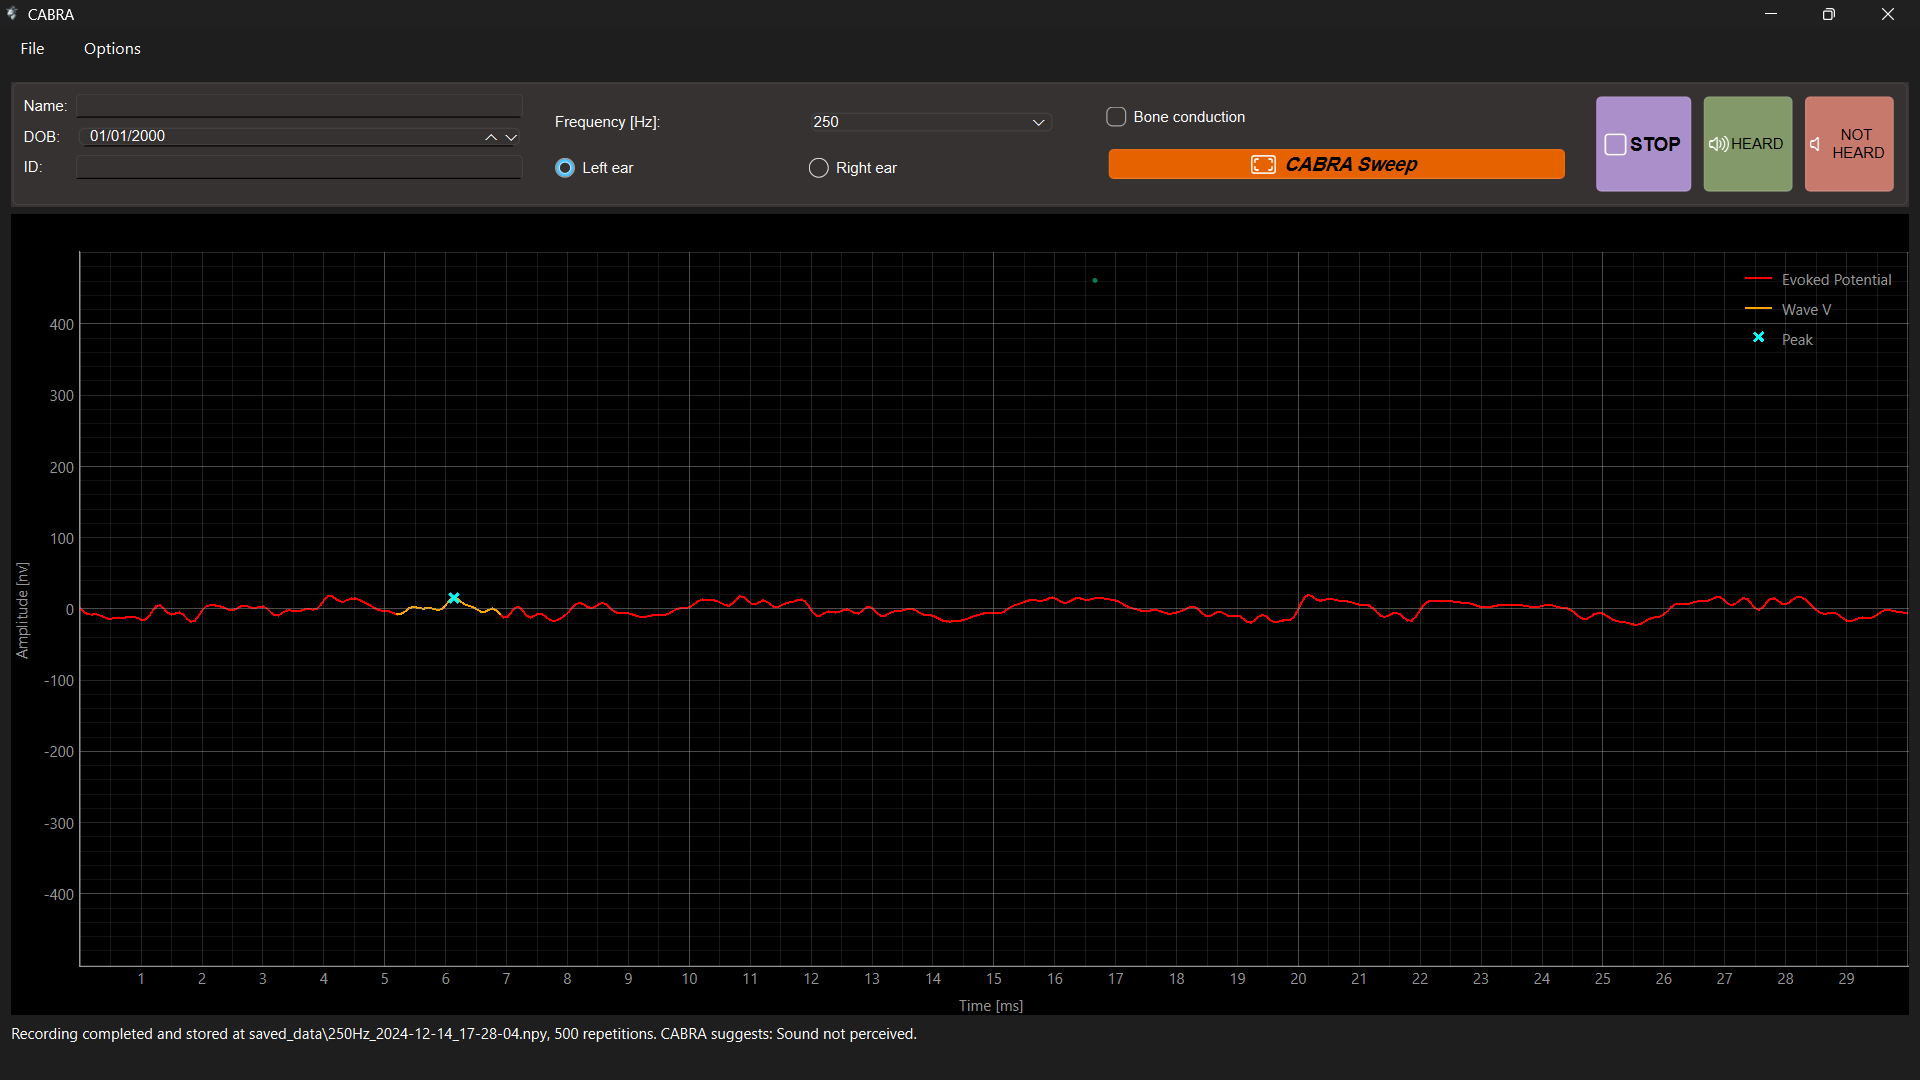 CABRA
File Options
Name:
DOB: 01/01/2000
ID:
Frequency [Hz]: 250
Left ear Right ear
Bone conduction
CABRA Sweep
STOP
HEARD
NOT
HEARD
Evoked Potential
Wave V
Peak
400
300
200
100
0
-100
-200
-300
-400
Amplitude [nv]
1 2 3 4 5 6 7 8 9 10 11 12 13 14 15 16 17 18 19 20 21 22 23 24 25 26 27 28 29
Time [ms]
Recording completed and stored at saved_data\250Hz_2024-12-14_17-28-04.npy, 500 repetitions. CABRA suggests: Sound not perceived.